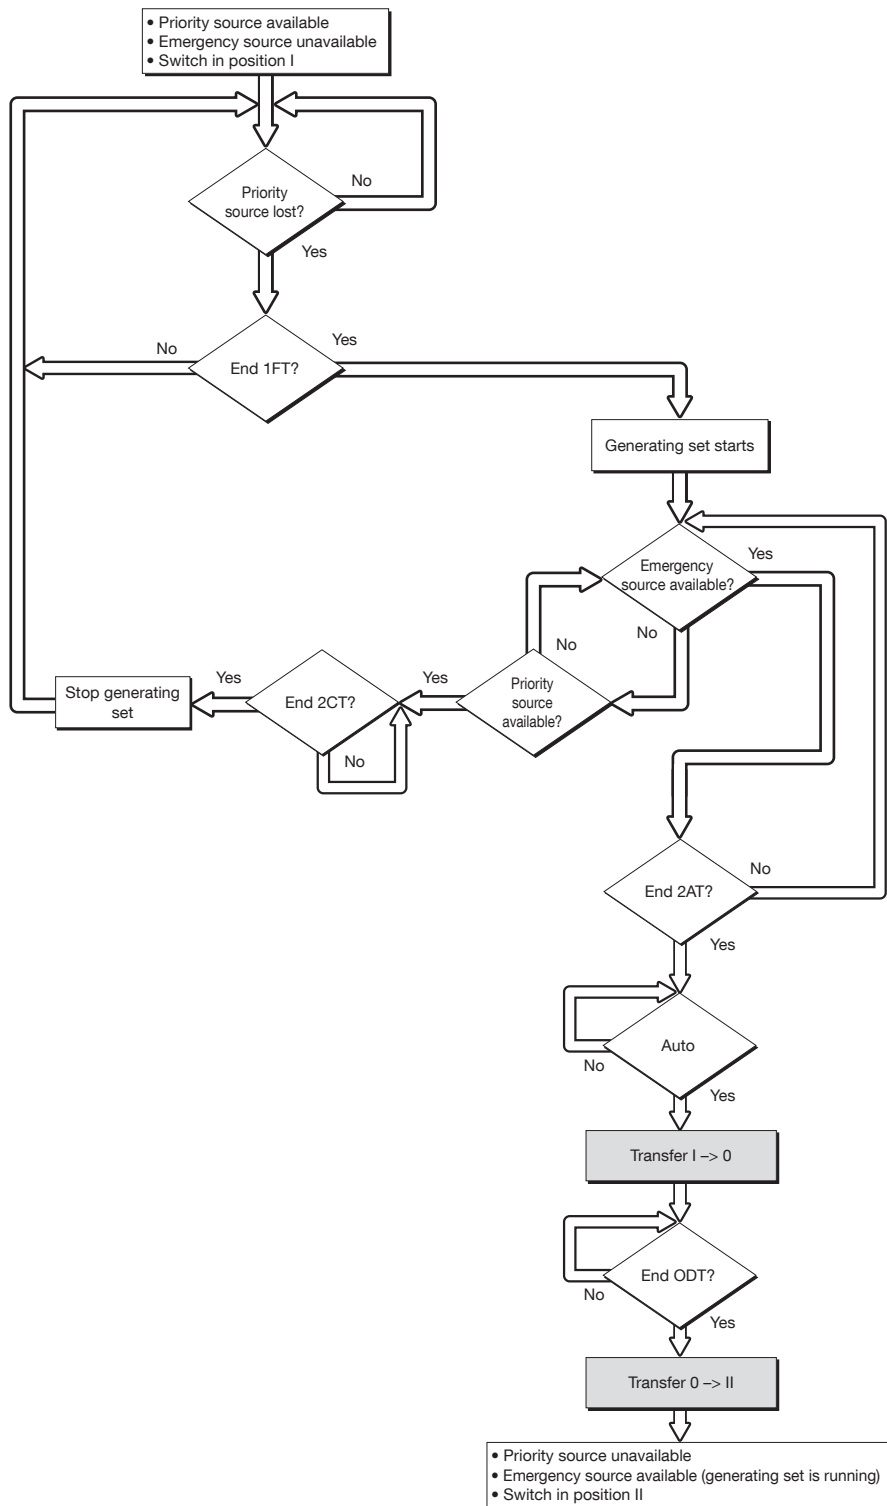 • Priority source available
• Emergency source unavailable
• Switch in position I
Priority
source lost?
No
Yes
End 1FT?
No
Yes
Generating set starts
Emergency
source available?
Yes
No
No
Priority
source
available?
Yes
End 2CT?
No
Yes
Stop generating
set
End 2AT?
No
Yes
Auto
No
Yes
Transfer I –> 0
End ODT?
No
Yes
Transfer 0 –> II
• Priority source unavailable
• Emergency source available (generating set is running)
• Switch in position II